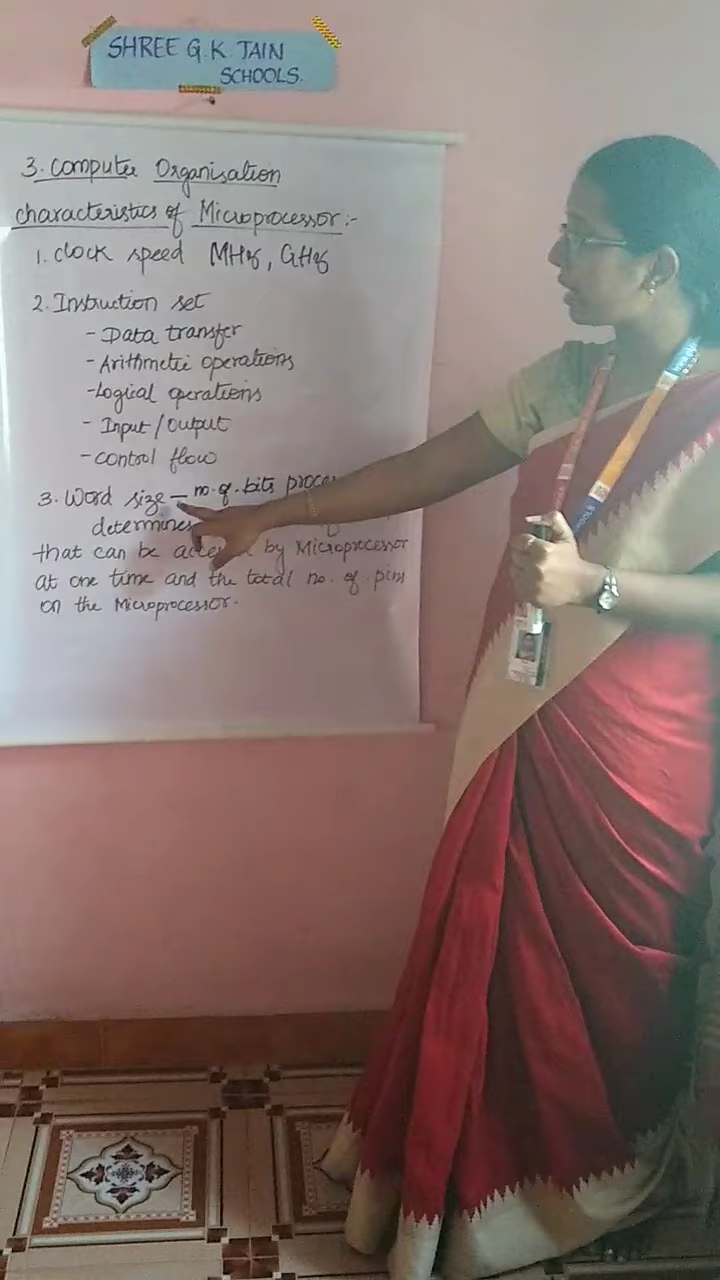 SHREE G.K. JAIN
SCHOOLS.
3. Computer Organisation
characteristics of Microprocessor:-
1. clock speed MHz, GHz
2. Instruction set
- Data transfer
- Arithmetic operations
- Logical operations
- Input/output
- control flow
3. Word size - no. of. bits
determines
that can be by Microprocessor
at one time and the total no. of pins
on the Microprocessor.